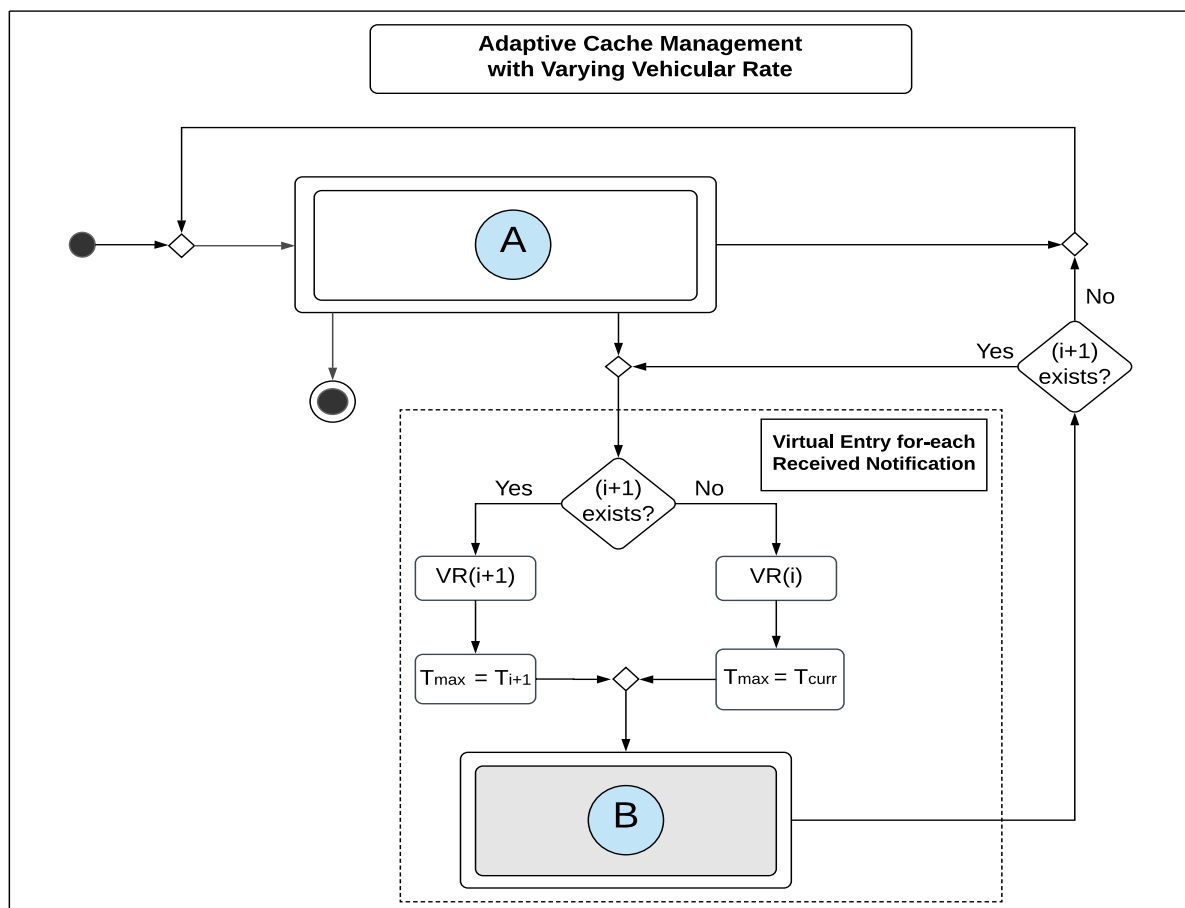 Adaptive Cache Management
with Varying Vehicular Rate
A
No
Yes
(i+1)
exists?
Virtual Entry for-each
Received Notification
Yes
(i+1)
exists?
No
VR(i+1)
VR(i)
Tmax = Ti+1
Tmax = Tcurr
B